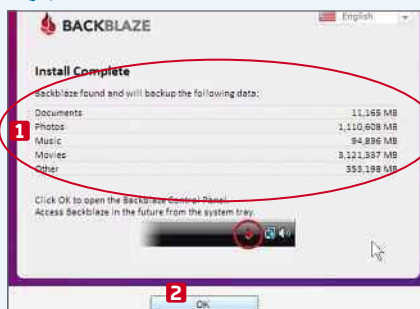 BACKBLAZE
English
Install Complete
Backblaze found and will backup the following data:
Documents 11,165 MB
Photos 1,110,608 MB
1
Music 94,896 MB
Movies 3,121,337 MB
Other 353,198 MB
Click OK to open the Backblaze Control Panel.
Access Backblaze in the future from the system tray.
2
OK